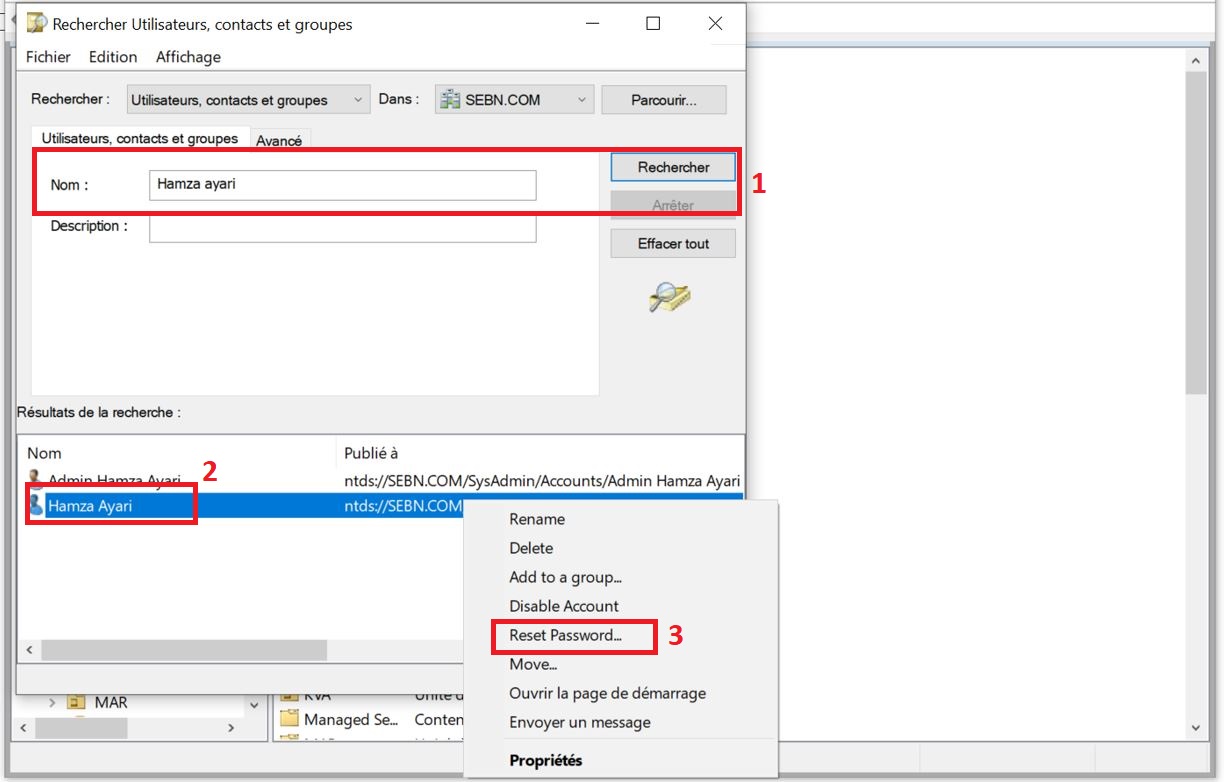 Rechercher Utilisateurs, contacts et groupes
Fichier Edition Affichage
Rechercher : Utilisateurs, contacts et groupes Dans : SEBN.COM Parcourir...
Utilisateurs, contacts et groupes Avancé
Nom : Hamza ayari Rechercher 1
Arrêter
Description :
Effacer tout
Résultats de la recherche :
Nom Publié à
2
Admin Hamza Ayari ntds://SEBN.COM/SysAdmin/Accounts/Admin Hamza Ayari
Hamza Ayari ntds://SEBN.COM
Rename
Delete
Add to a group...
Disable Account
Reset Password... 3
Move...
Ouvrir la page de démarrage
Envoyer un message
Propriétés
MAR KVA Unité d
Managed Se... Conten